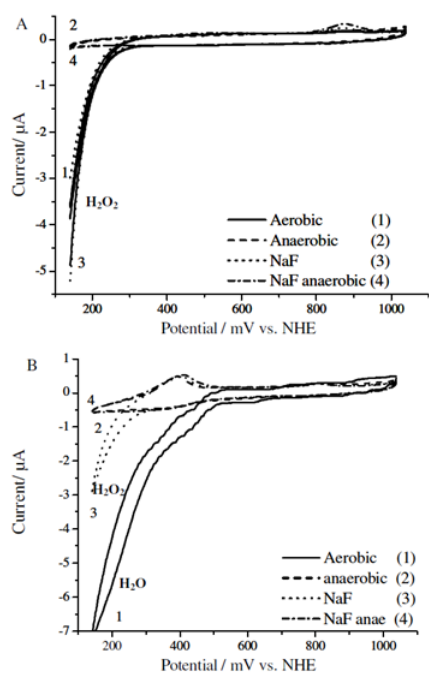 A
2
0
4
-1
-2
Current/ µA
-3
1
H₂O₂
-4
3
-5
Aerobic (1)
Anaerobic (2)
NaF (3)
NaF anaerobic (4)
200 400 600 800 1000
Potential / mV vs. NHE
B
1
4
0
2
-1
-2
H₂O₂
-3
3
Current/ µA
-4
-5
H₂O
-6
1
-7
Aerobic (1)
anaerobic (2)
NaF (3)
NaF anae (4)
200 400 600 800 1000
Potential / mV vs. NHE